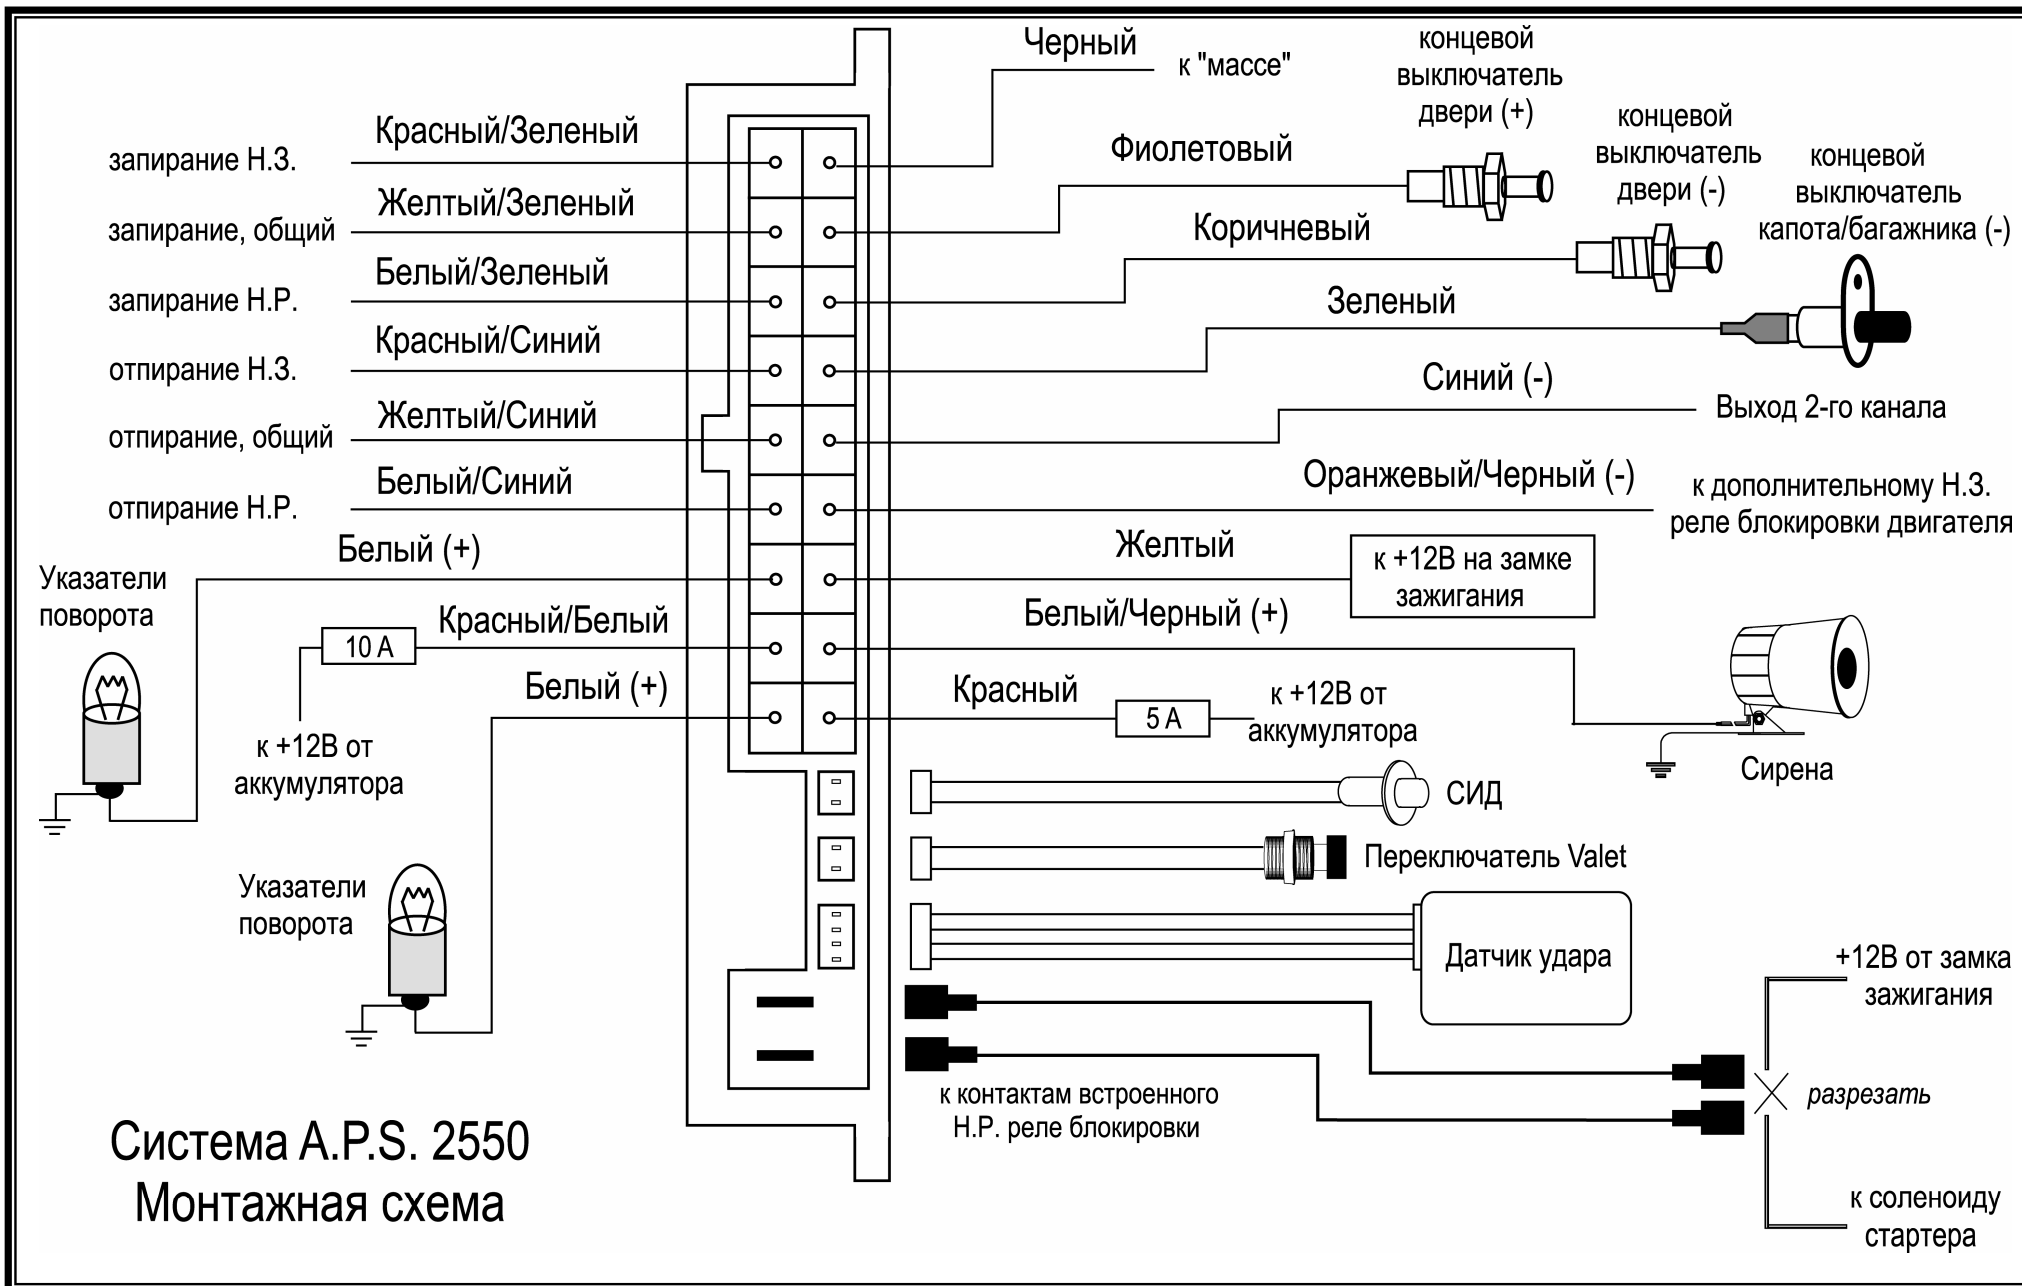 Черный
к "массе"
концевой
выключатель
двери (+)
концевой
выключатель
двери (-)
концевой
выключатель
капота/багажника (-)
Красный/Зеленый
запирание Н.З.
Фиолетовый
Желтый/Зеленый
запирание, общий
Коричневый
Белый/Зеленый
запирание Н.Р.
Зеленый
Красный/Синий
отпирание Н.З.
Синий (-)
Выход 2-го канала
Желтый/Синий
отпирание, общий
Оранжевый/Черный (-)
к дополнительному Н.З.
реле блокировки двигателя
Белый/Синий
отпирание Н.Р.
Белый (+)
Желтый
к +12В на замке
зажигания
Указатели
поворота
Красный/Белый
10 А
Белый/Черный (+)
Белый (+)
Красный
5 А
к +12В от
аккумулятора
к +12В от
аккумулятора
Сирена
СИД
Переключатель Valet
Указатели
поворота
Датчик удара
+12В от замка
зажигания
к контактам встроенного
Н.Р. реле блокировки
разрезать
Система A.P.S. 2550
Монтажная схема
к соленоиду
стартера